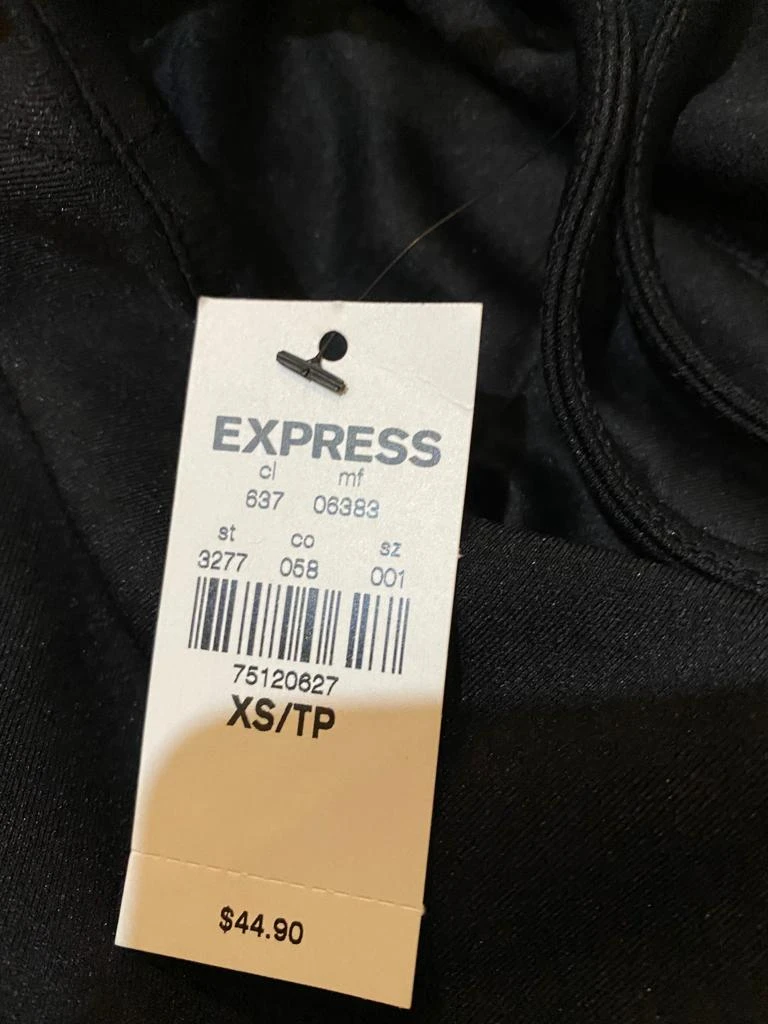 EXPRESS
cl mf
637 06383
st co sz
3277 058 001
75120627
XS/TP
$44.90